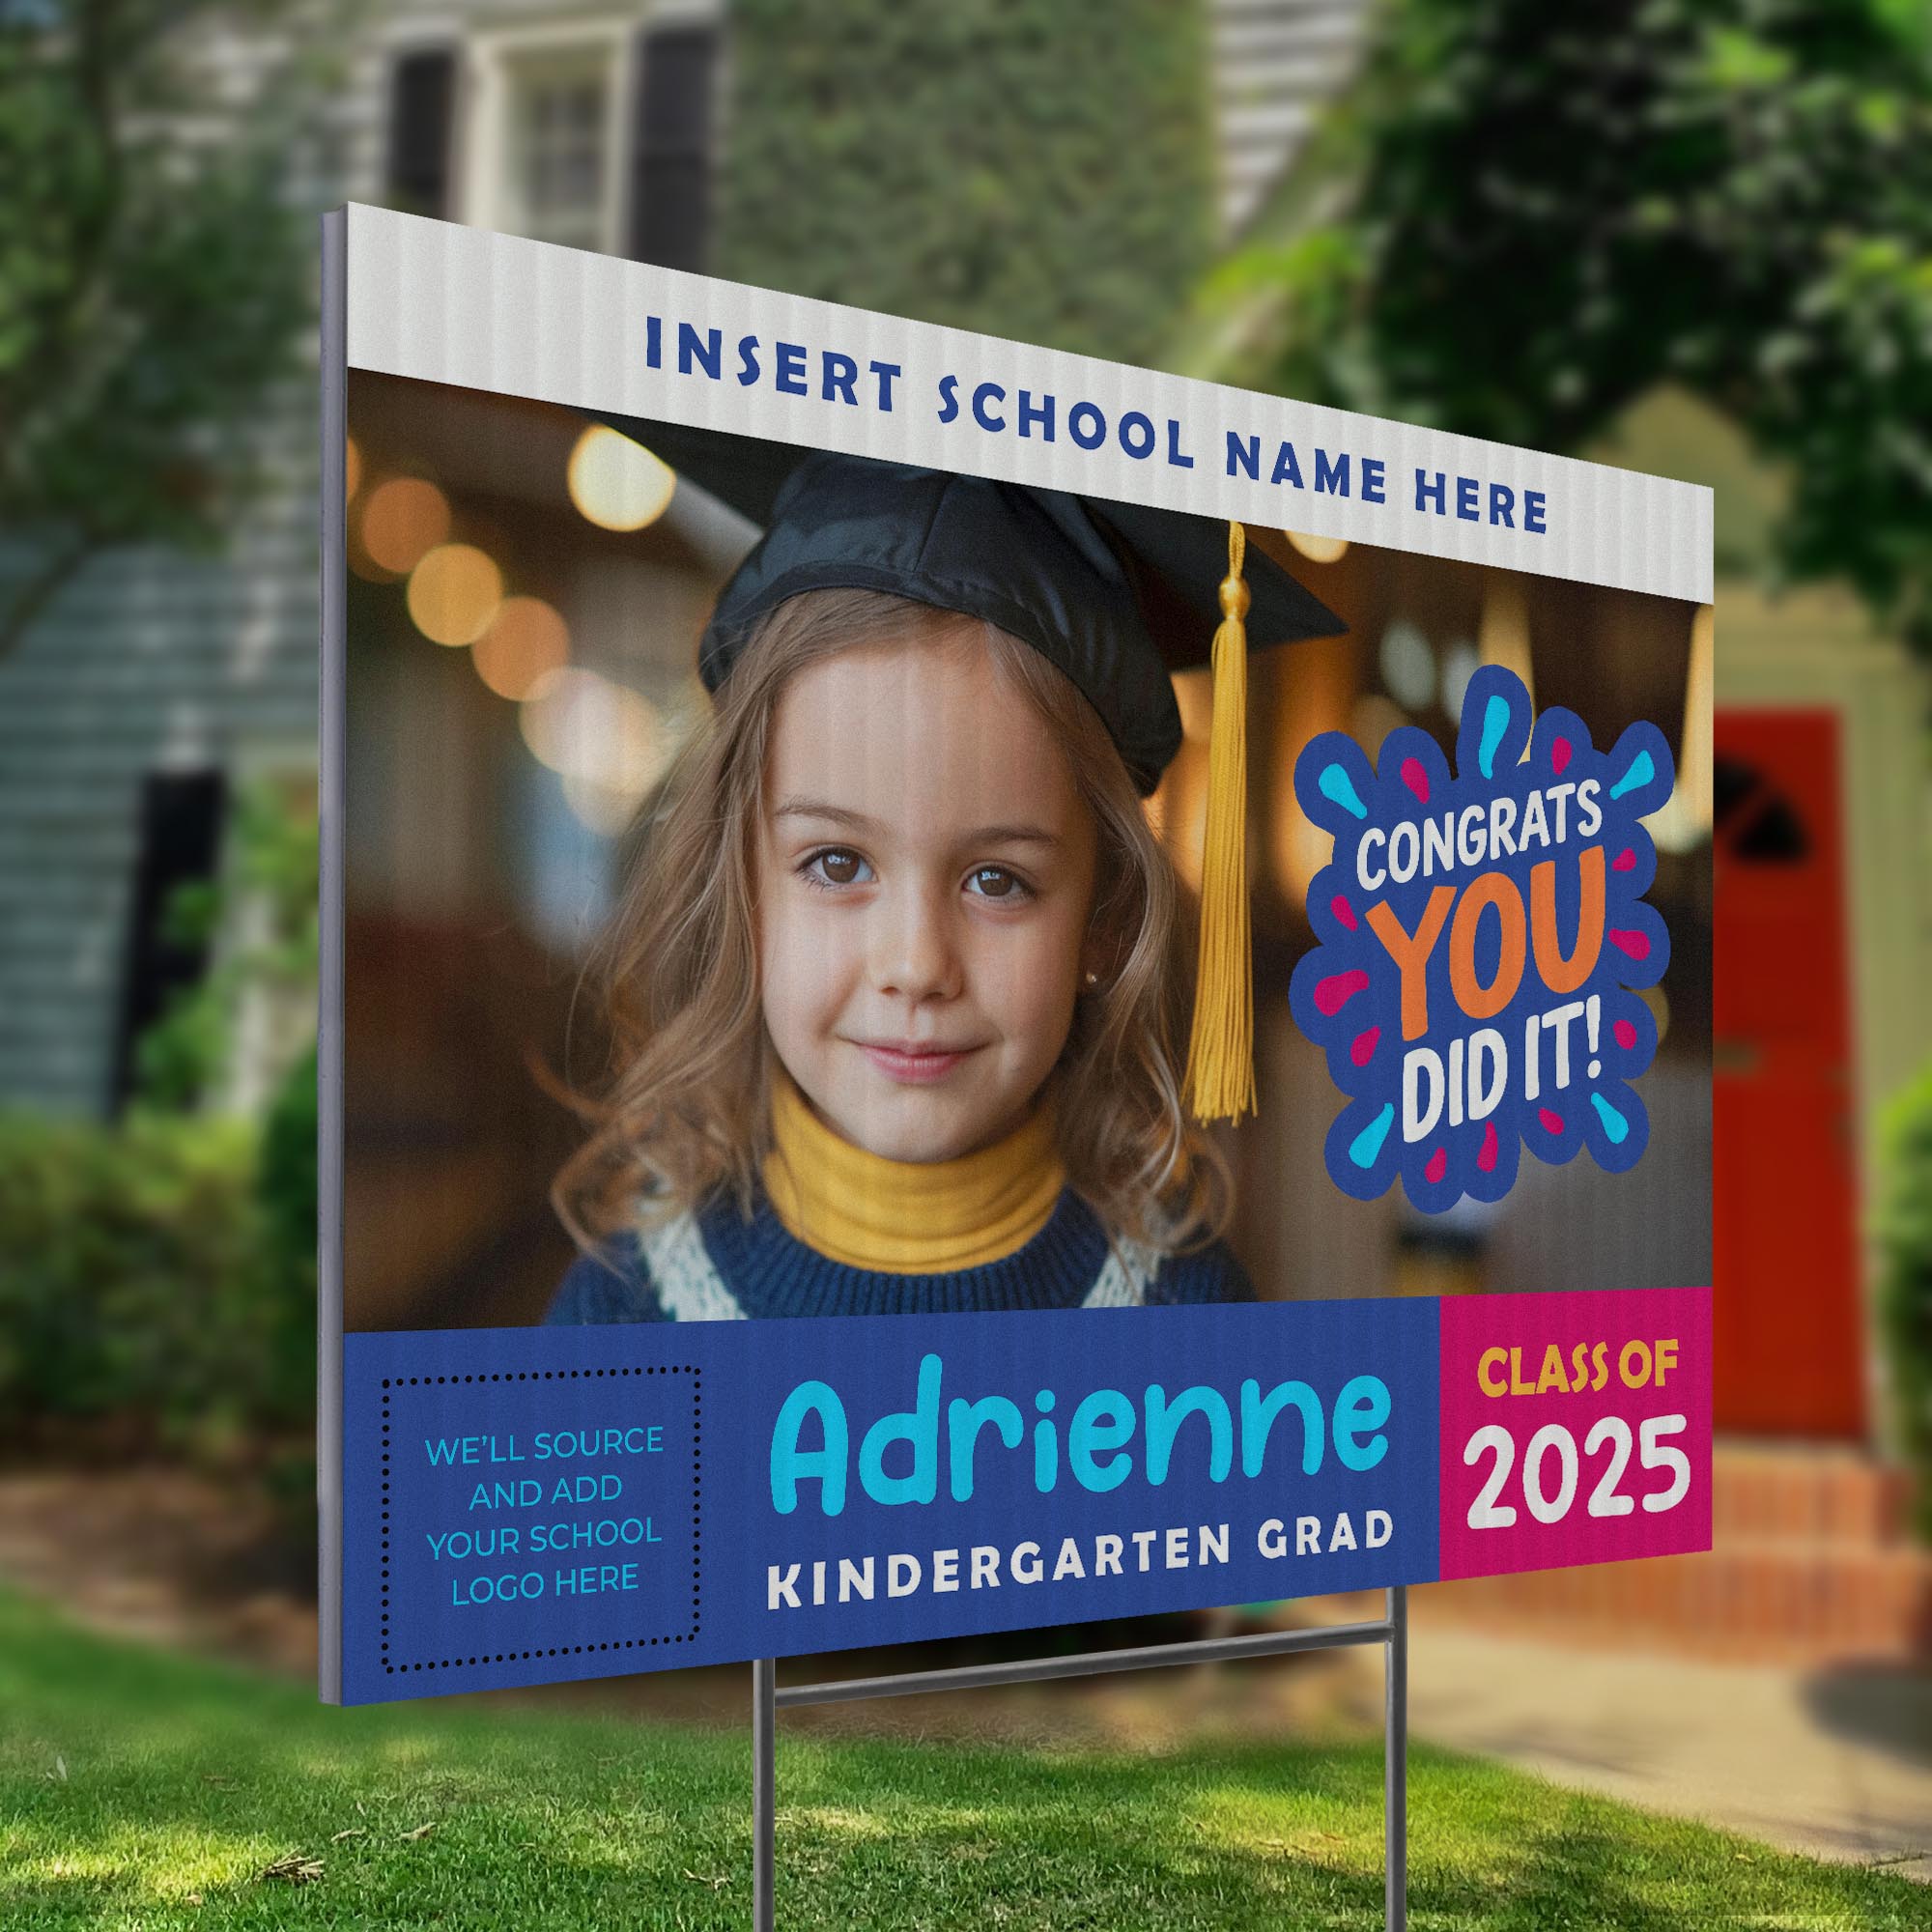 INSERT SCHOOL NAME HERE
CONGRATS
YOU
DID IT!
WE'LL SOURCE
AND ADD
YOUR SCHOOL
LOGO HERE
Adrienne
KINDERGARTEN GRAD
CLASS OF
2025